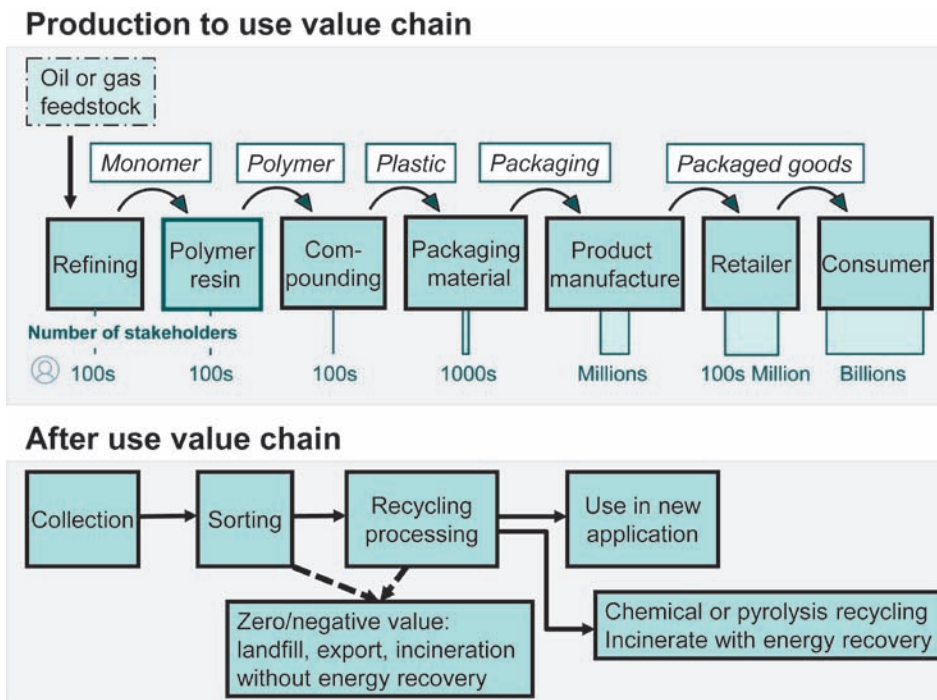 Production to use value chain
Oil or gas
feedstock
Monomer
Polymer
Plastic
Packaging
Packaged goods
Refining
Polymer
resin
Com-
pounding
Packaging
material
Product
manufacture
Retailer
Consumer
Number of stakeholders
100s
100s
100s
1000s
Millions
100s Million
Billions
After use value chain
Collection
Sorting
Recycling
processing
Use in new
application
Zero/negative value:
landfill, export, incineration
without energy recovery
Chemical or pyrolysis recycling
Incinerate with energy recovery